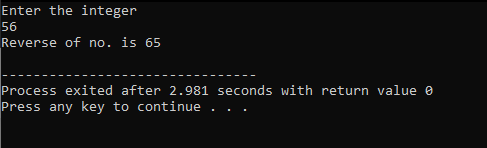 Enter the integer
56
Reverse of no. is 65
--------------------------------
Process exited after 2.981 seconds with return value 0
Press any key to continue . . .